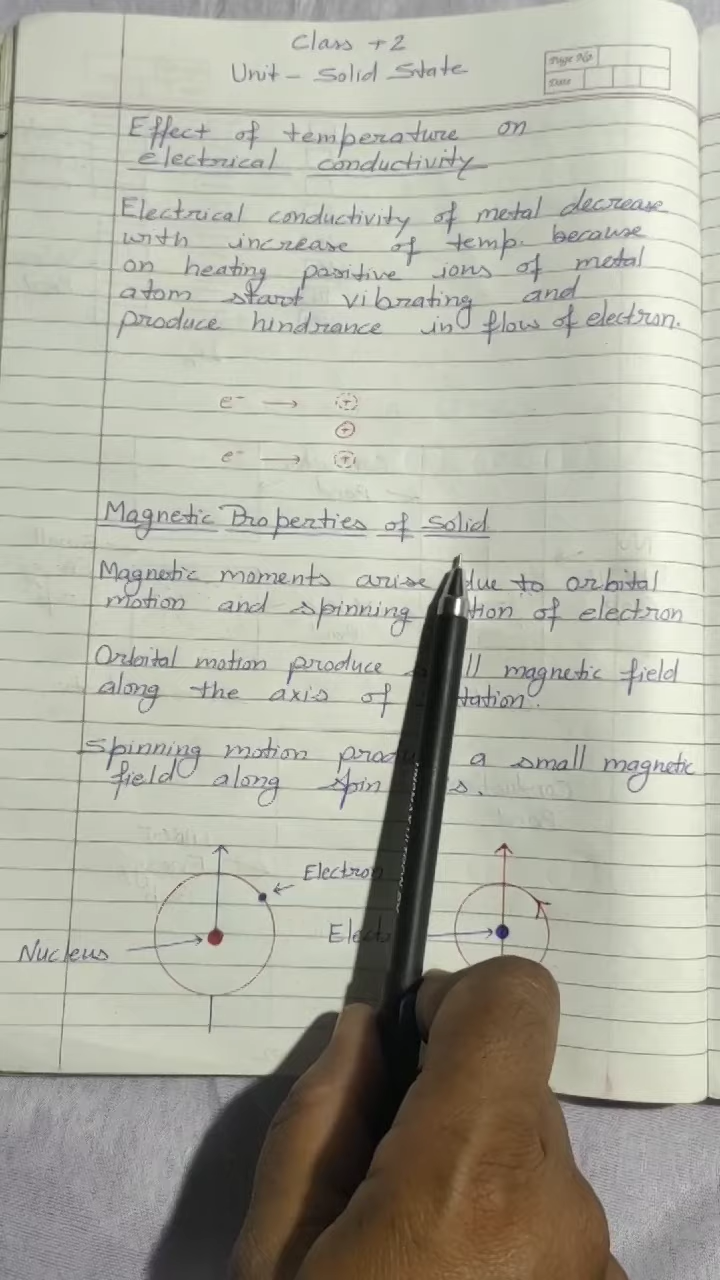 Class +2
Unit - Solid State
Page No
Date
Effect of temperature on
electrical conductivity
Electrical conductivity of metal decrease
with increase of temp. because
on heating positive ions of metal
atom start vibrating and
produce hindrance in flow of electron.
e⁻ → (+)
(+)
e⁻ → (+)
Magnetic Properties of Solid
Magnetic moments arise due to orbital
motion and spinning of electron
Orbital motion produce magnetic field
along the axis of
Spinning motion a small magnetic
field along spin
Electron
Nucleus